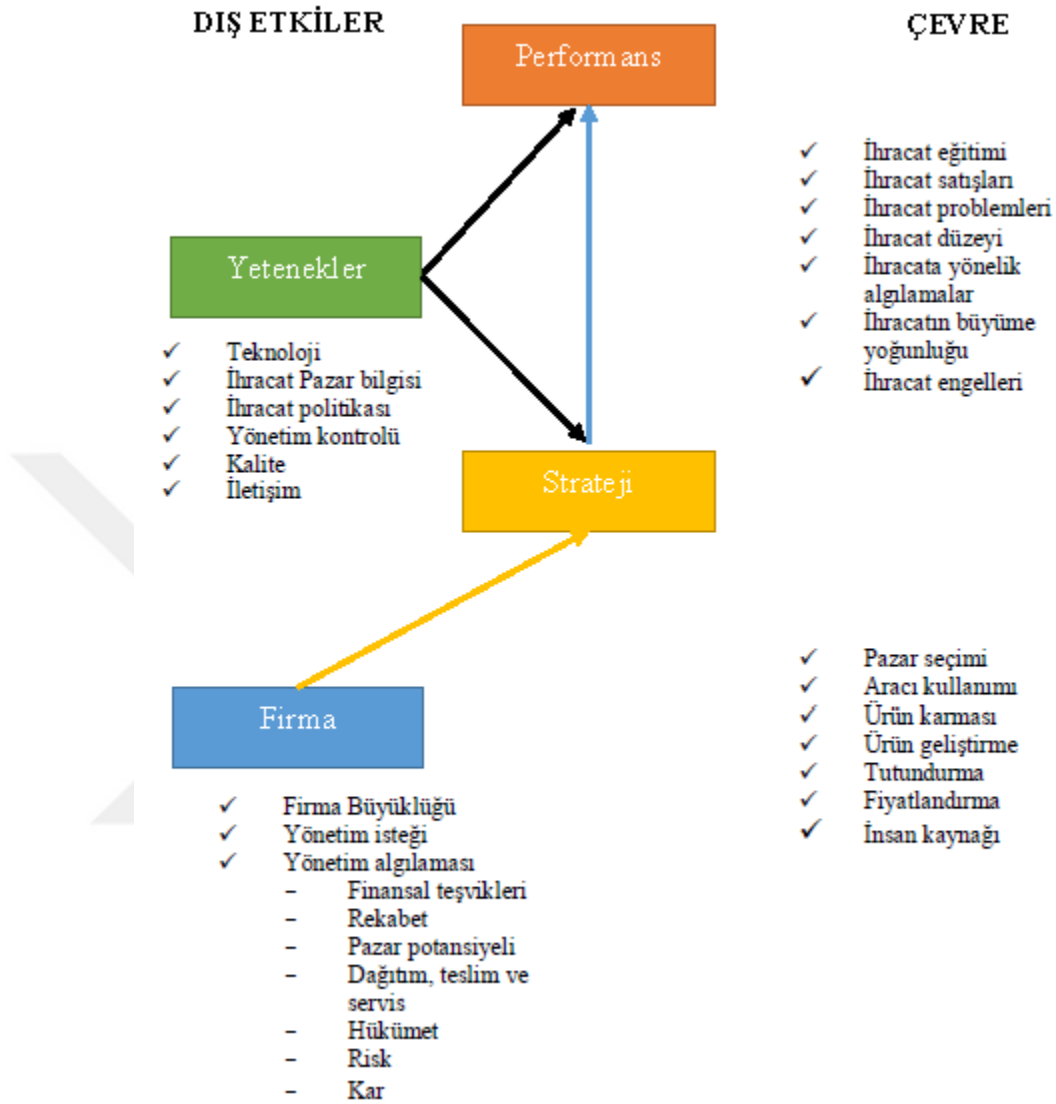 DIŞ ETKİLER
ÇEVRE
Performans
İhracat eğitimi
İhracat satışları
İhracat problemleri
İhracat düzeyi
İhracata yönelik
algılamalar
İhracatın büyüme
yoğunluğu
İhracat engelleri
Yetenekler
Teknoloji
İhracat Pazar bilgisi
İhracat politikası
Yönetim kontrolü
Kalite
İletişim
Strateji
Pazar seçimi
Aracı kullanımı
Ürün karması
Ürün geliştirme
Tutundurma
Fiyatlandırma
İnsan kaynağı
Firma
Firma Büyüklüğü
Yönetim isteği
Yönetim algılaması
– Finansal teşvikleri
– Rekabet
– Pazar potansiyeli
– Dağıtım, teslim ve
servis
– Hükümet
– Risk
– Kar